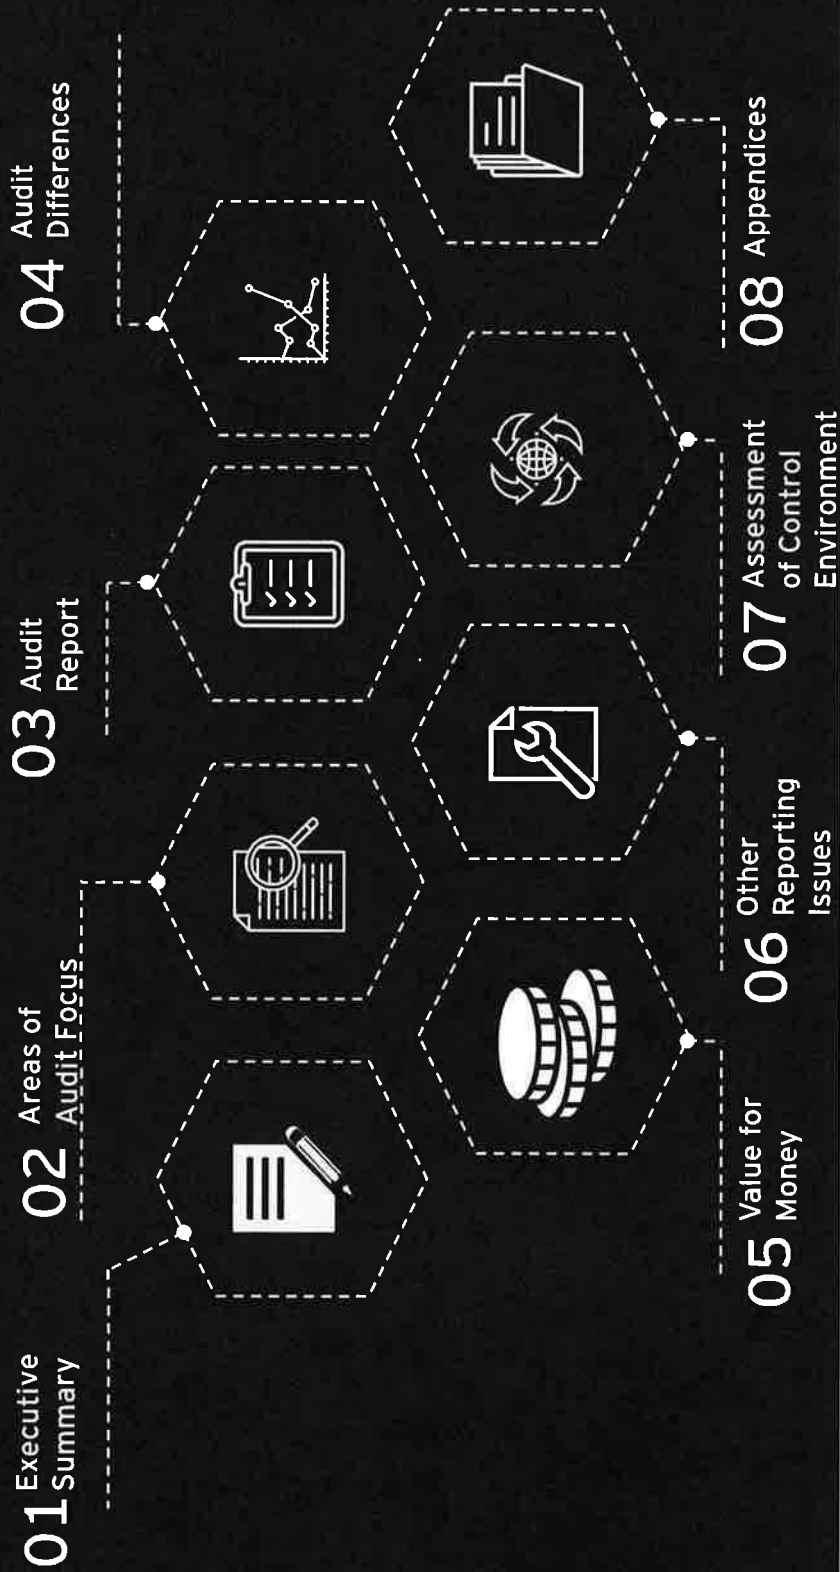 01 Executive
Summary
02 Areas of
Audit Focus
03 Audit
Report
04 Audit
Differences
05 Value for
Money
06 Other
Reporting
Issues
07 Assessment
of Control
Environment
08 Appendices